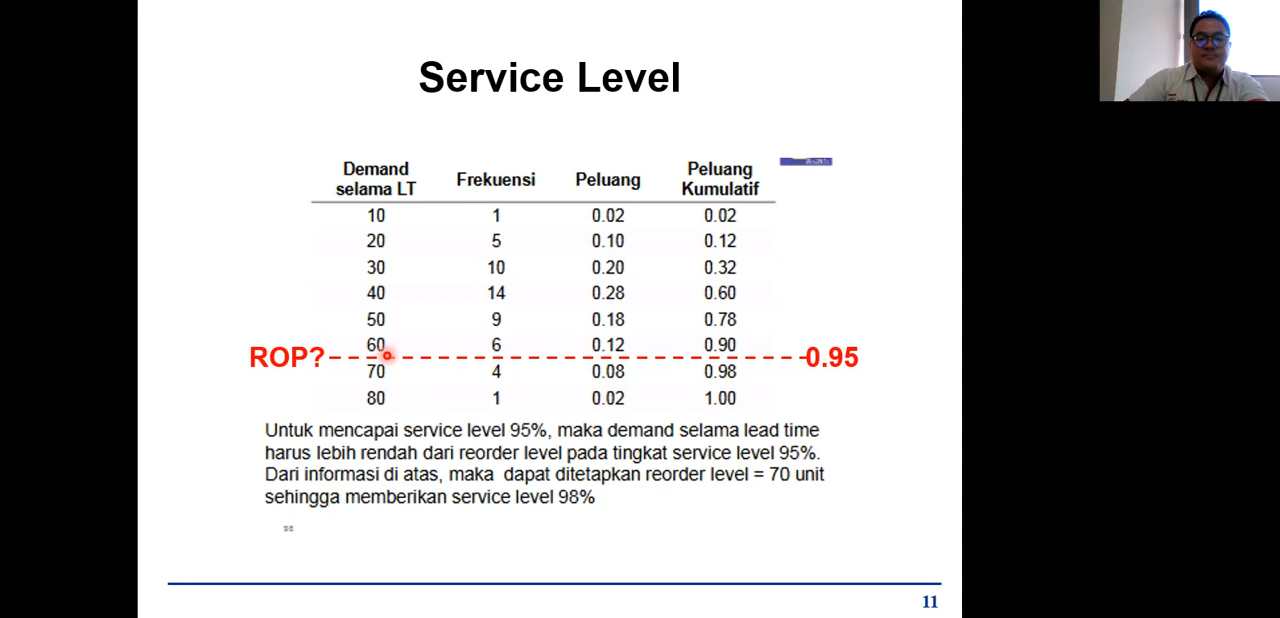 Service Level
Demand selama LT Frekuensi Peluang Peluang Kumulatif
10 1 0.02 0.02
20 5 0.10 0.12
30 10 0.20 0.32
40 14 0.28 0.60
50 9 0.18 0.78
60 6 0.12 0.90
ROP? 0.95
70 4 0.08 0.98
80 1 0.02 1.00
Untuk mencapai service level 95%, maka demand selama lead time
harus lebih rendah dari reorder level pada tingkat service level 95%.
Dari informasi di atas, maka dapat ditetapkan reorder level = 70 unit
sehingga memberikan service level 98%
11